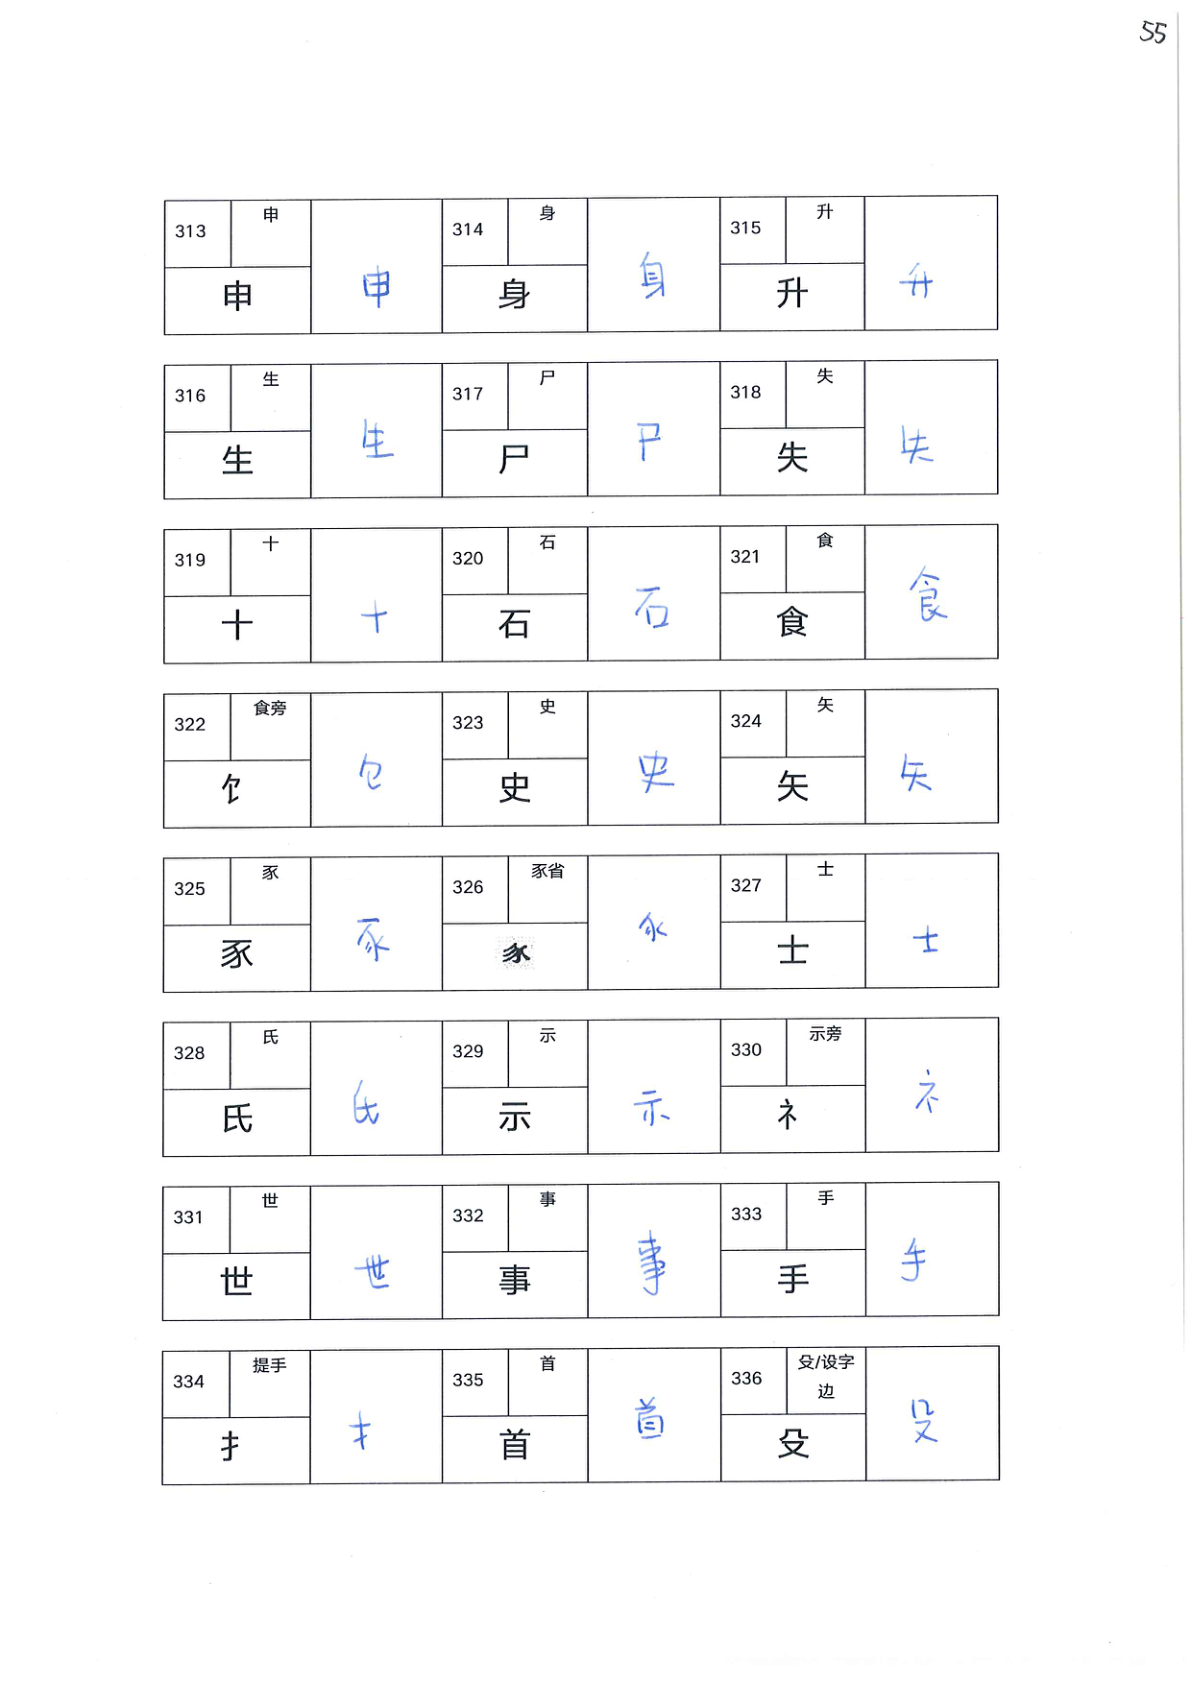 55
313 申 申 申
314 身 身 身
315 升 升 升
316 生 生 生
317 尸 尸 尸
318 失 失 失
319 十 十 十
320 石 石 石
321 食 食 食
322 食旁 饣
323 史 史 史
324 矢 矢 矢
325 豕 豕 豕
326 豕省
327 士 士 士
328 氏 氏 氏
329 示 示 示
330 示旁 礻 礻
331 世 世 世
332 事 事 事
333 手 手 手
334 提手 扌 扌
335 首 首 首
336 殳/设字边 殳 殳